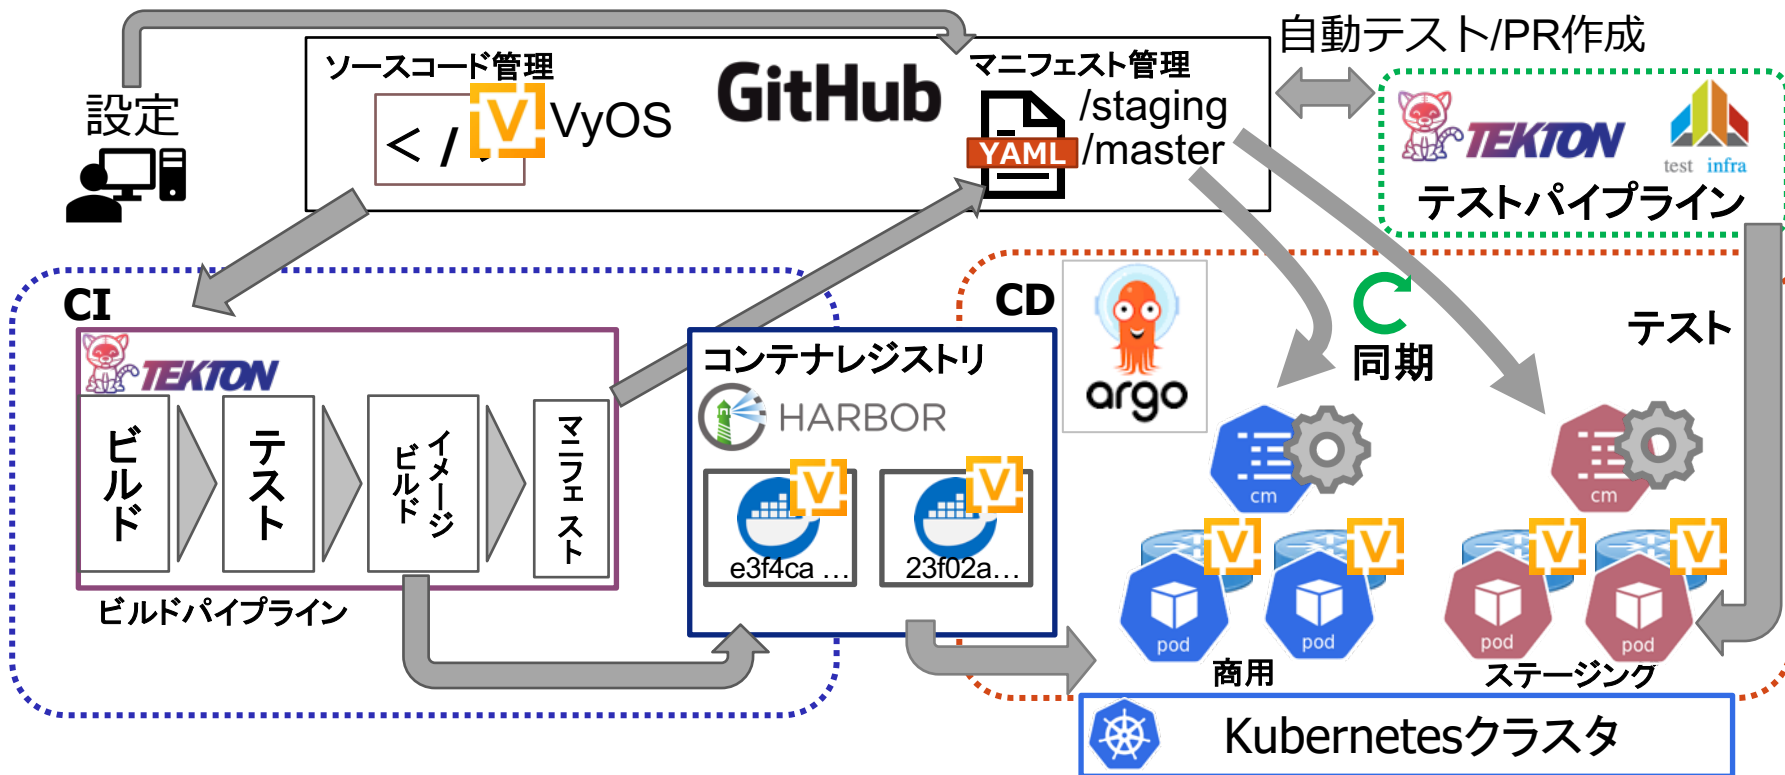 自動テスト/PR作成
ソースコード管理
GitHub
マニフェスト管理
設定
< / >
VyOS
YAML
/staging
/master
TEKTON
test infra
テストパイプライン
CI
TEKTON
ビルド
テスト
イメージ
ビルド
マニフェスト
ビルドパイプライン
コンテナレジストリ
HARBOR
e3f4ca ...
23f02a...
CD
argo
同期
テスト
cm
cm
pod
pod
pod
pod
商用
ステージング
Kubernetesクラスタ